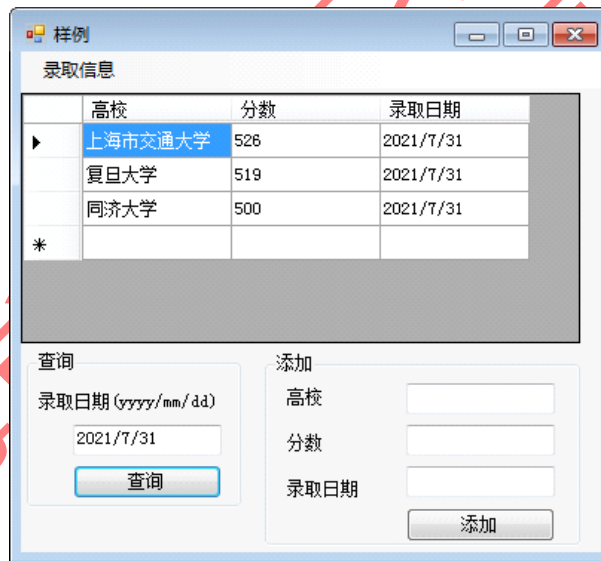 样例
录取信息
高校 分数 录取日期
上海市交通大学 526 2021/7/31
复旦大学 519 2021/7/31
同济大学 500 2021/7/31
查询
录取日期(yyyy/mm/dd)
2021/7/31
查询
添加
高校
分数
录取日期
添加